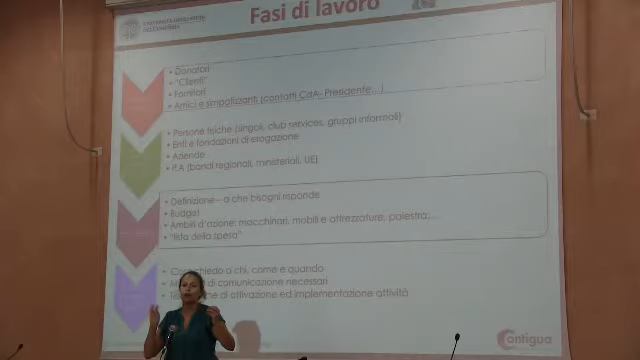 Fasi di lavoro
• Donatori
• "Clienti"
• Fornitori
• Amici e simpatizzanti (contatti CdA- Presidente...)
• Persone fisiche (singoli, club services, gruppi informali)
• Enti e fondazioni di erogazione
• Aziende
• P.A (bandi regionali, ministeriali, UE)
• Definizione - a che bisogni risponde
• Budget
• Ambiti d'azione: macchinari, mobili e attrezzature, palestra;...
• "lista della spesa"
chiedo a chi, come e quando
di comunicazione necessari
di attivazione ed implementazione attività
Contigua